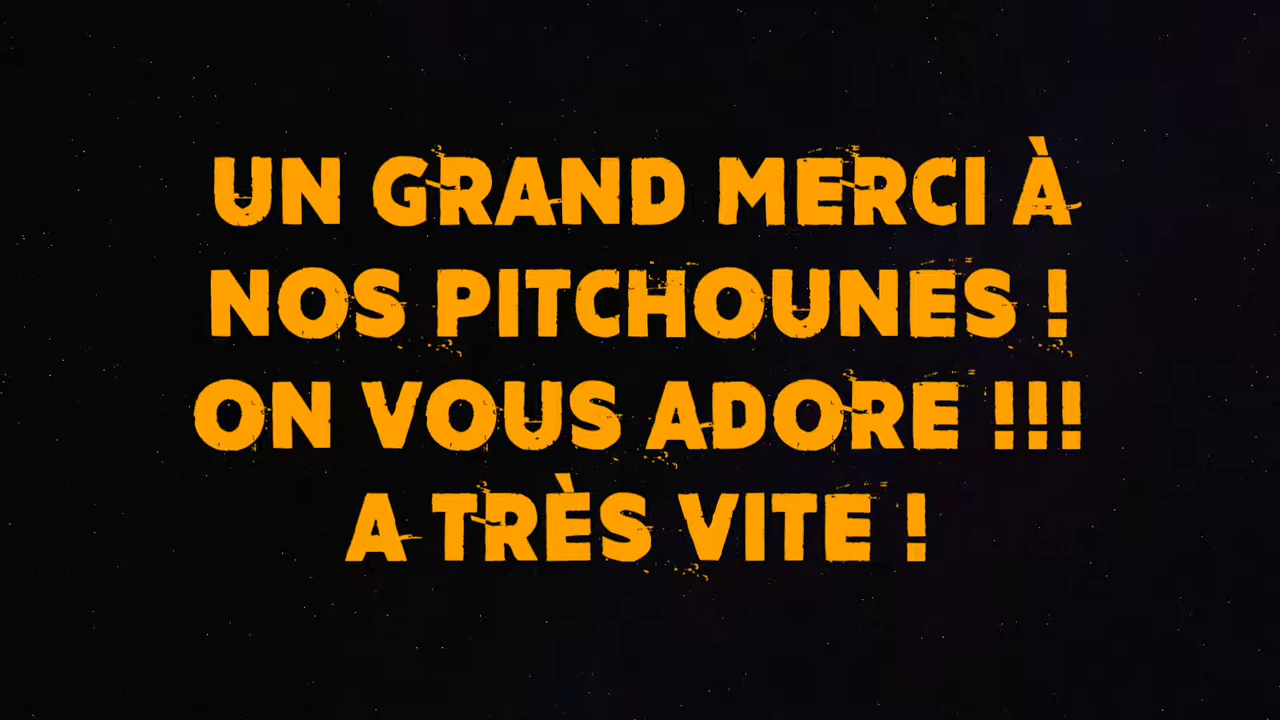 UN GRAND MERCI À
NOS PITCHOUNES !
ON VOUS ADORE !!!
A TRÈS VITE !